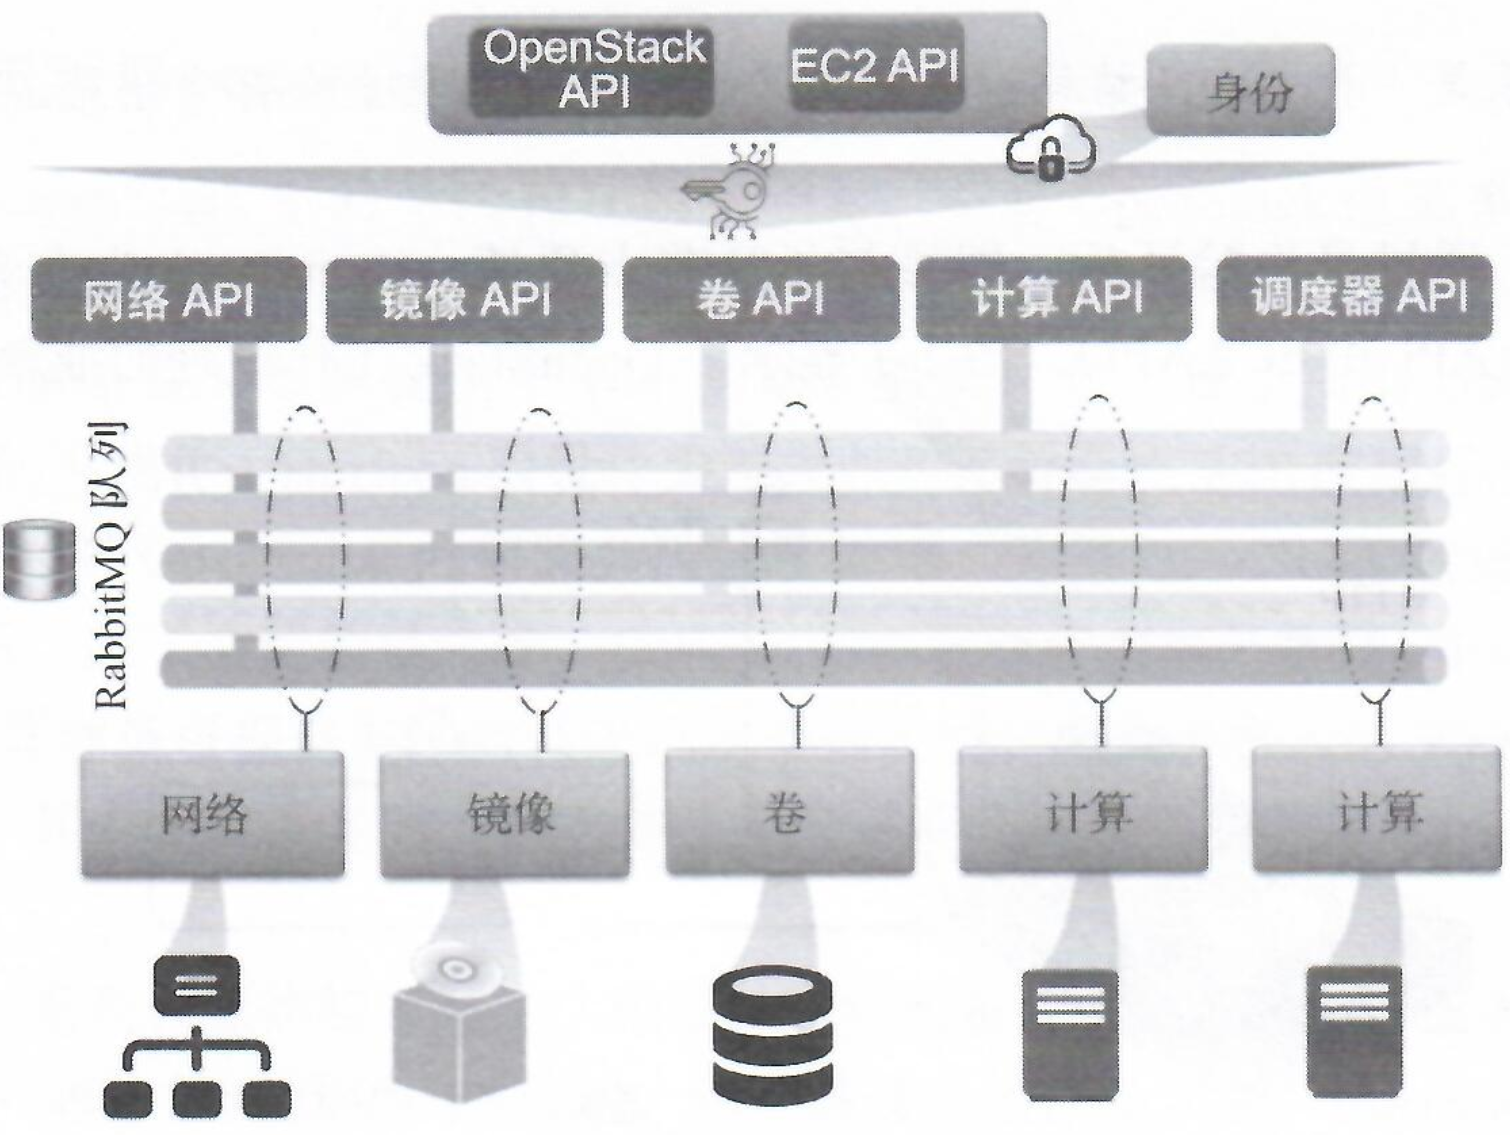 OpenStack
API
EC2 API
身份
网络 API
镜像 API
卷 API
计算 API
调度器 API
RabbitMQ 队列
网络
镜像
卷
计算
计算